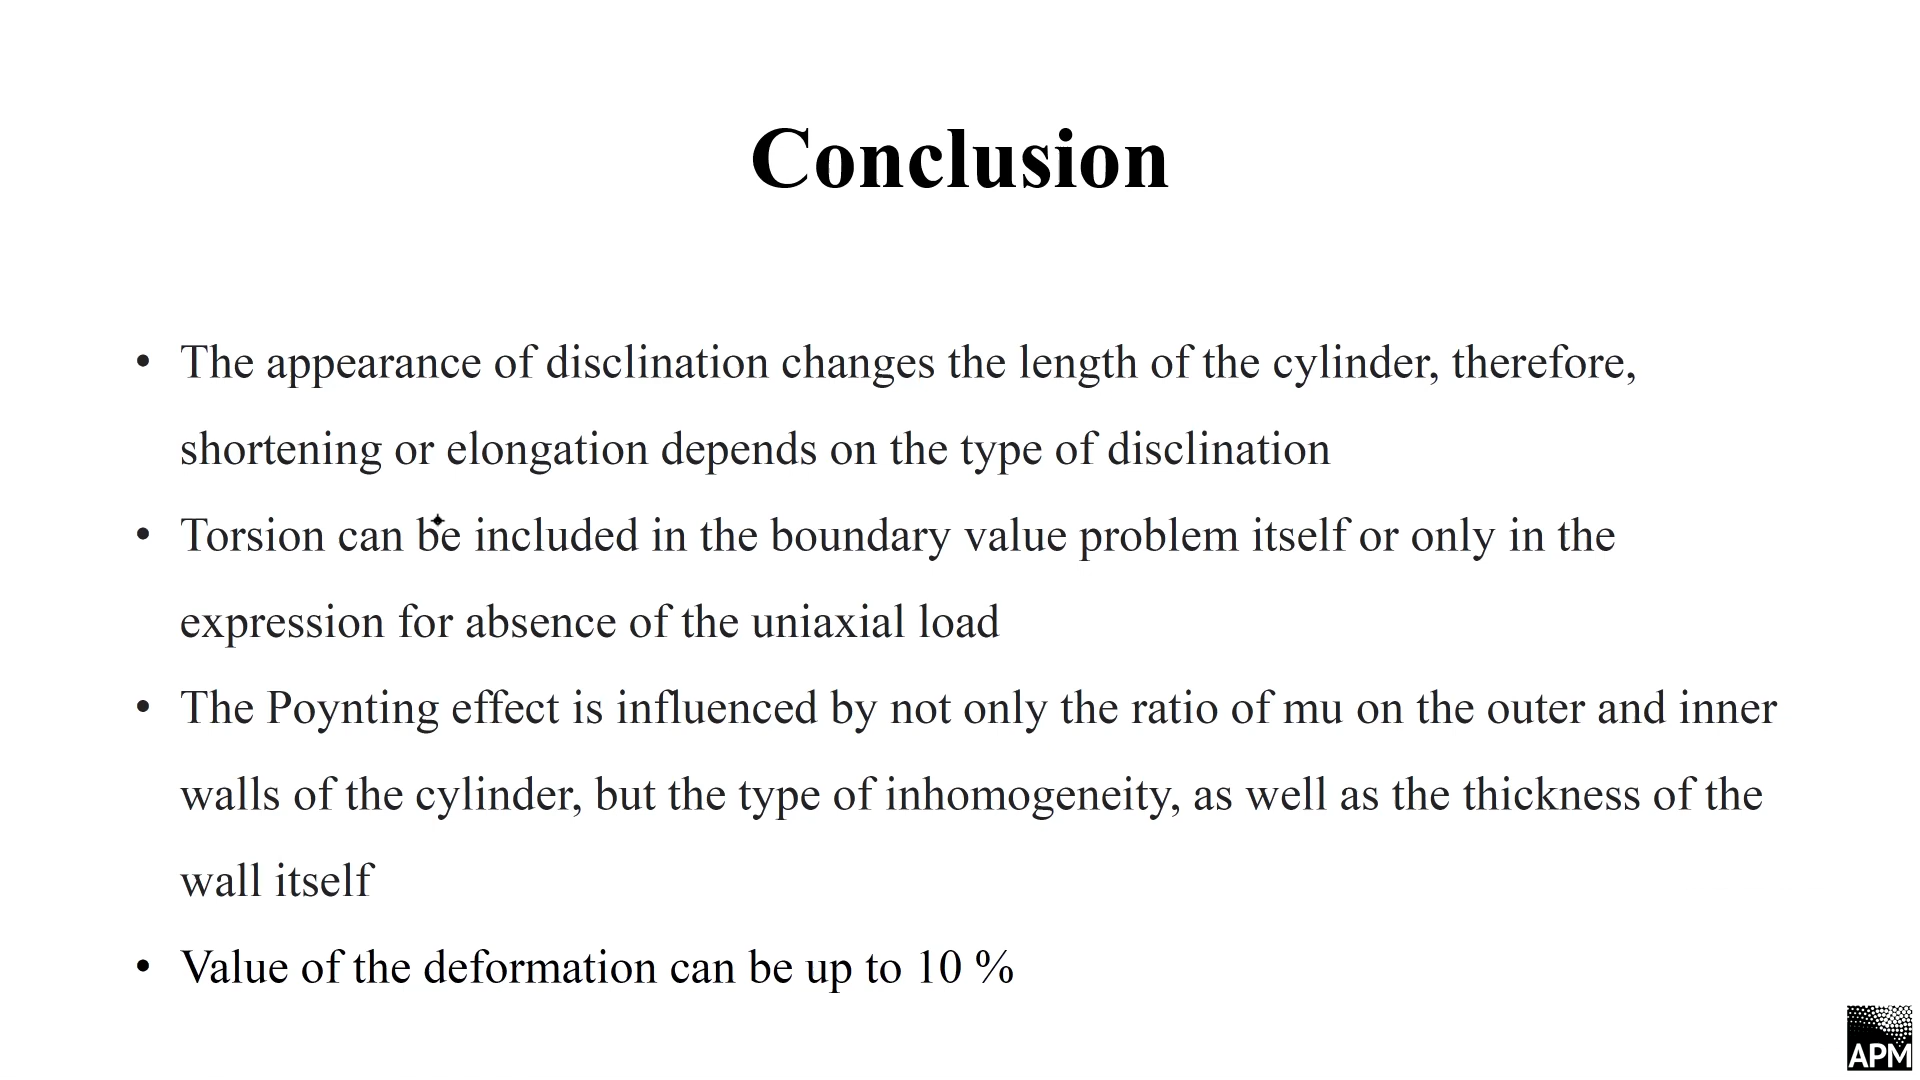 Conclusion
• The appearance of disclination changes the length of the cylinder, therefore,
shortening or elongation depends on the type of disclination
• Torsion can be included in the boundary value problem itself or only in the
expression for absence of the uniaxial load
• The Poynting effect is influenced by not only the ratio of mu on the outer and inner
walls of the cylinder, but the type of inhomogeneity, as well as the thickness of the
wall itself
• Value of the deformation can be up to 10 %
APM